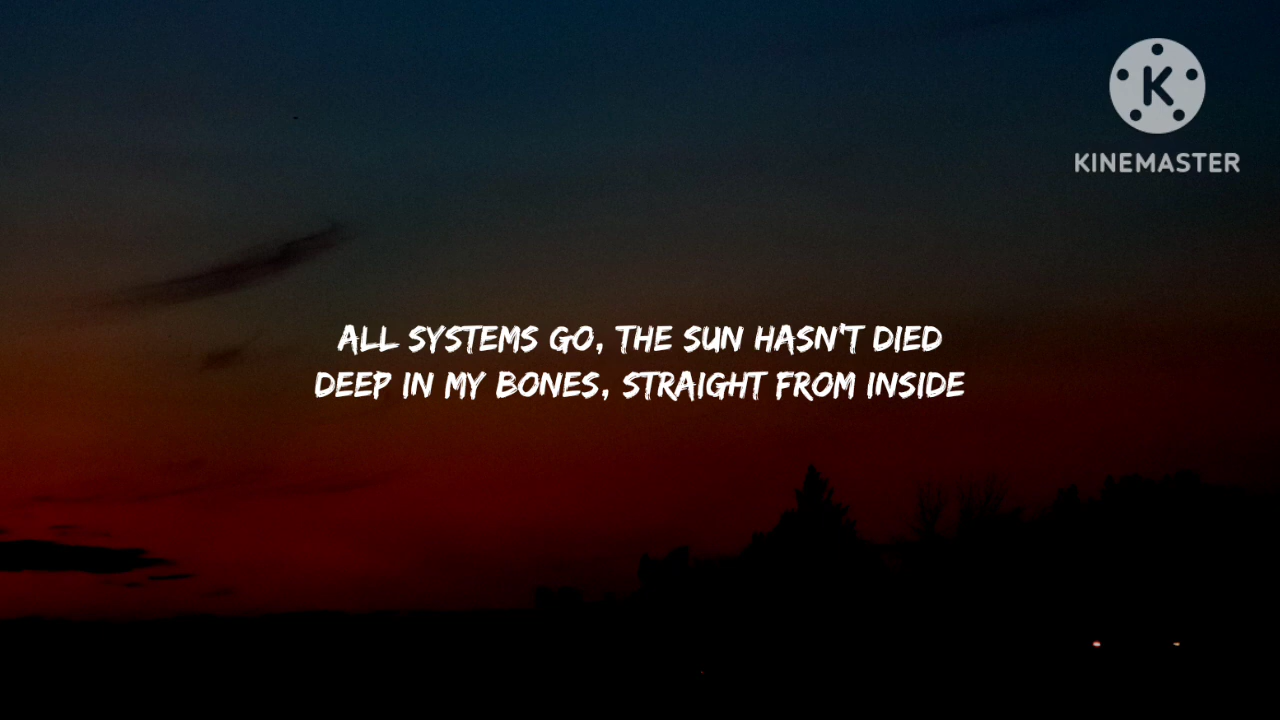 K
KINEMASTER
ALL SYSTEMS GO, THE SUN HASN'T DIED
DEEP IN MY BONES, STRAIGHT FROM INSIDE